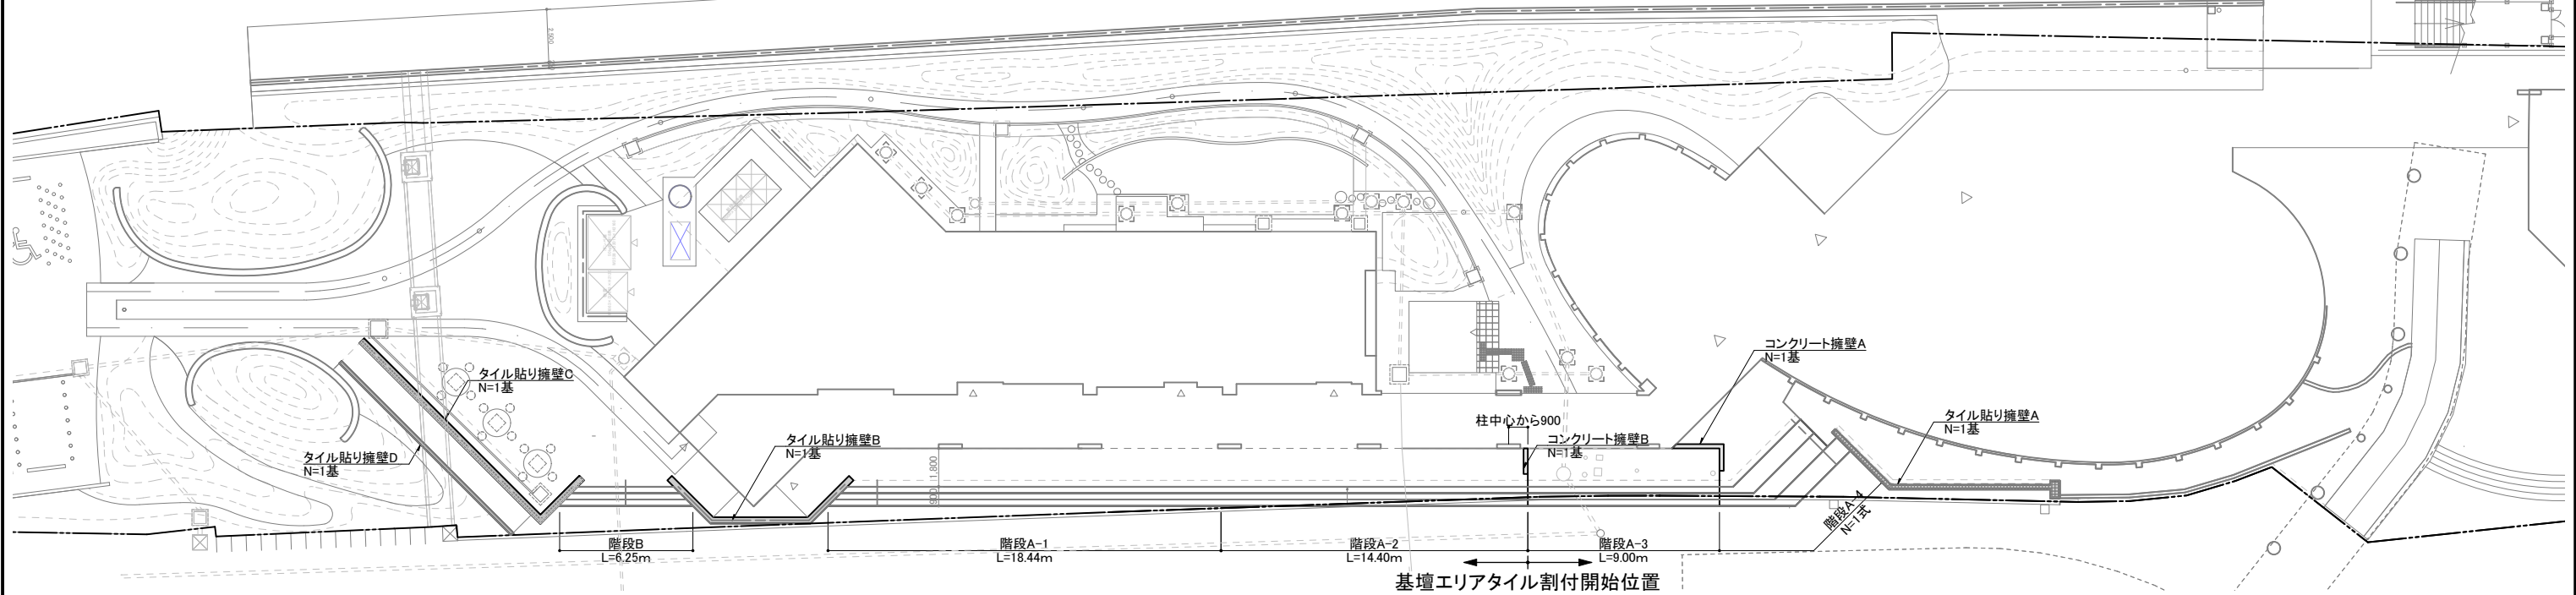 2,500
コンクリート擁壁A
N=1基
タイル貼り擁壁C
N=1基
タイル貼り擁壁A
N=1基
柱中心から900
タイル貼り擁壁B
N=1基
コンクリート擁壁B
N=1基
タイル貼り擁壁D
N=1基
1,800
900
階段A-4
N=1式
階段B
L=6.25m
階段A-1
L=18.44m
階段A-2
L=14.40m
階段A-3
L=9.00m
基壇エリアタイル割付開始位置